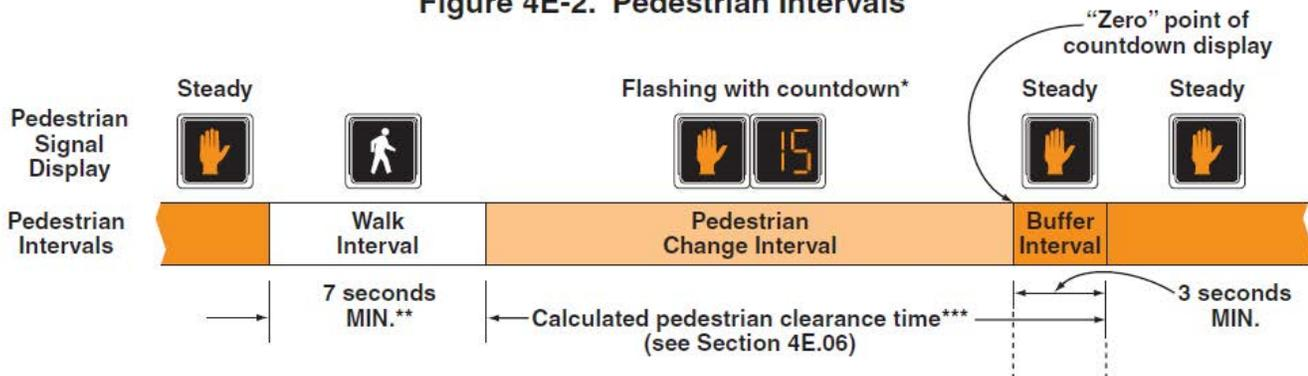 Figure 4E-2. Pedestrian Intervals
“Zero” point of
countdown display
Steady
Flashing with countdown*
Steady
Steady
Pedestrian
Signal
Display
15
Pedestrian
Intervals
Walk
Interval
Pedestrian
Change Interval
Buffer
Interval
7 seconds
MIN.**
Calculated pedestrian clearance time***
(see Section 4E.06)
3 seconds
MIN.